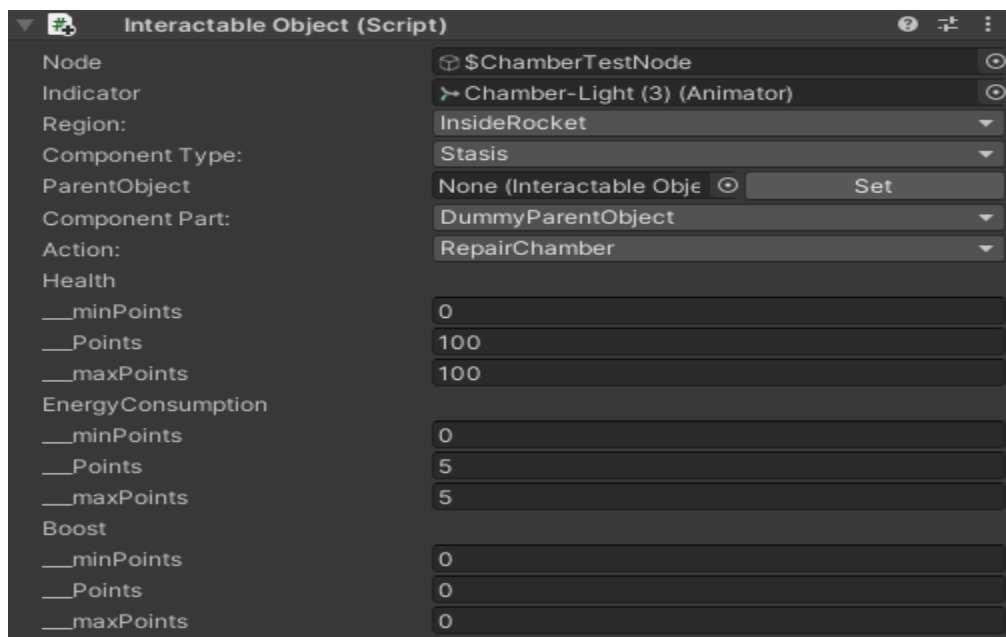 Interactable Object (Script)
Node $ChamberTestNode
Indicator Chamber-Light (3) (Animator)
Region: InsideRocket
Component Type: Stasis
ParentObject None (Interactable Obje Set
Component Part: DummyParentObject
Action: RepairChamber
Health
__minPoints 0
__Points 100
__maxPoints 100
EnergyConsumption
__minPoints 0
__Points 5
__maxPoints 5
Boost
__minPoints 0
__Points 0
__maxPoints 0